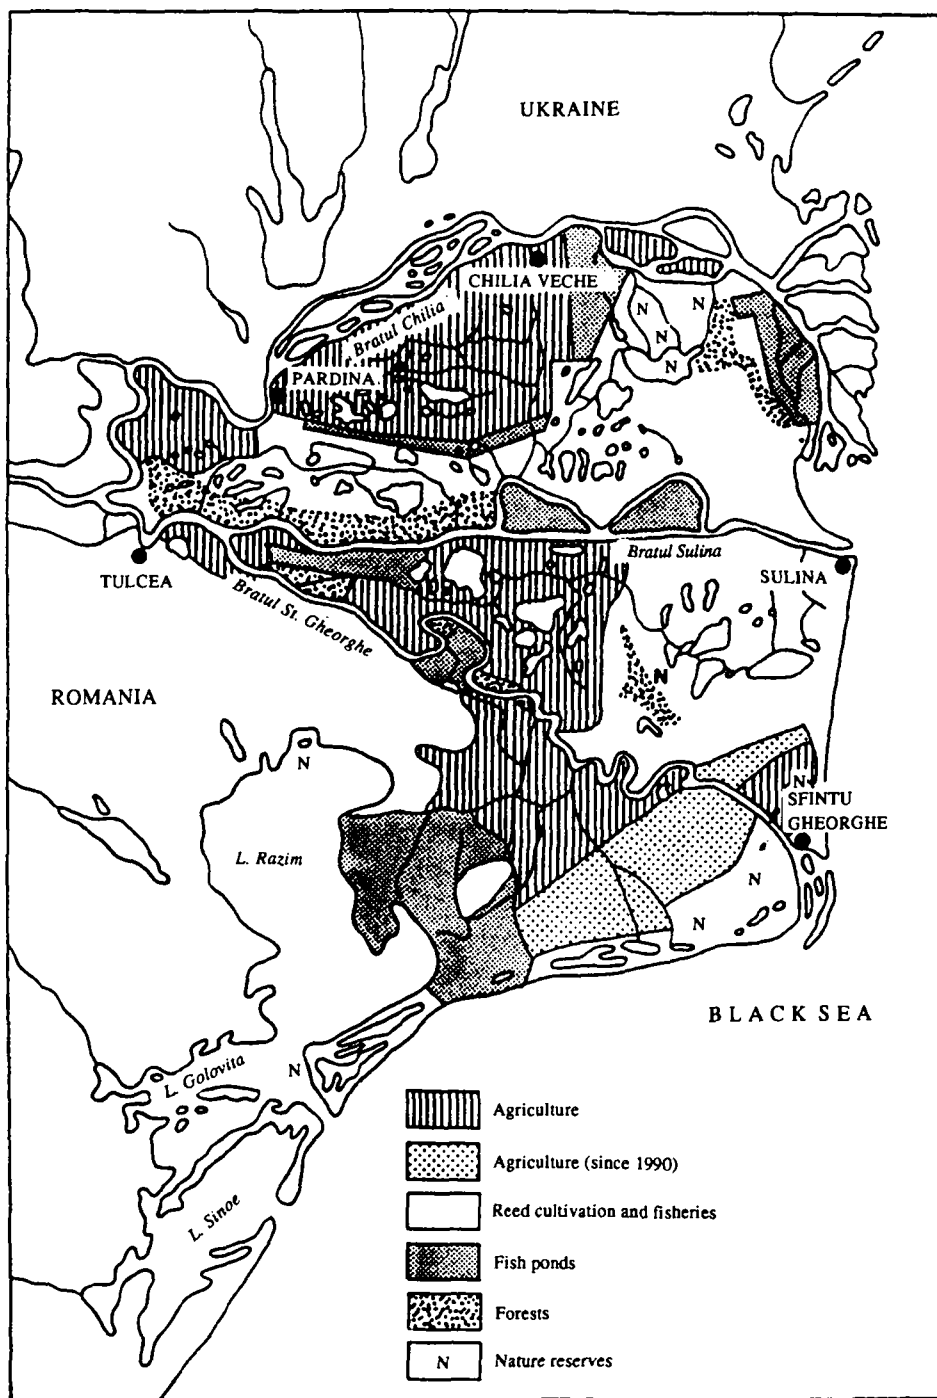 UKRAINE
CHILIA VECHE
N
N
N
Bratul Chilia
PARDINA
TULCEA
Bratul St. Gheorghe
Bratul Sulina
SULINA
N
ROMANIA
N
N
SFINTU
GHEORGHE
L. Razim
N
N
BLACK SEA
N
L. Golovita
L. Sinoe
Agriculture
Agriculture (since 1990)
Reed cultivation and fisheries
Fish ponds
Forests
N
Nature reserves